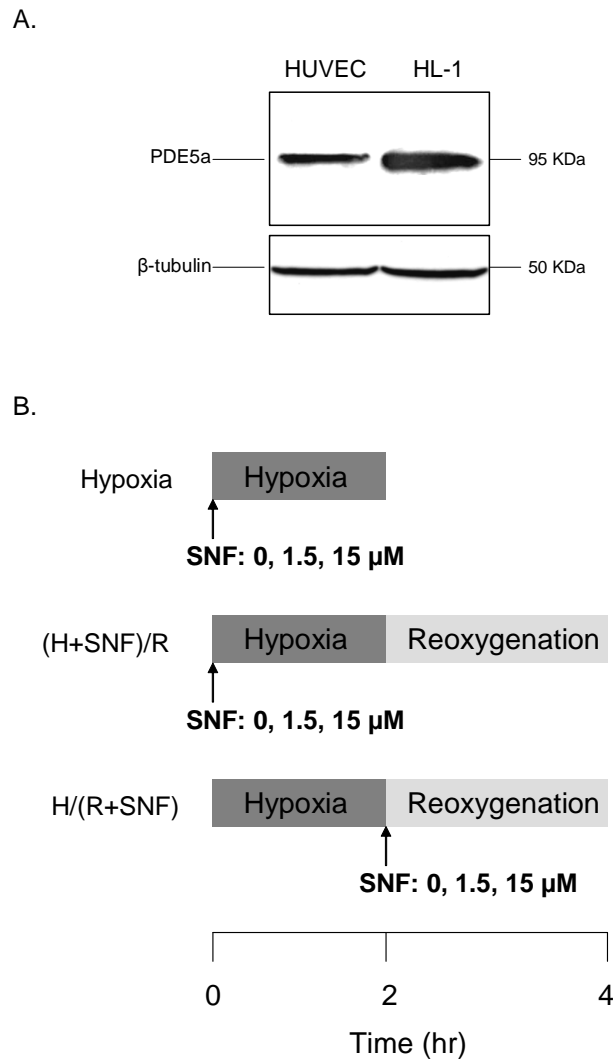 A.
HUVEC HL-1
PDE5a 95 KDa
β-tubulin 50 KDa
B.
Hypoxia Hypoxia
SNF: 0, 1.5, 15 µM
(H+SNF)/R Hypoxia Reoxygenation
SNF: 0, 1.5, 15 µM
H/(R+SNF) Hypoxia Reoxygenation
SNF: 0, 1.5, 15 µM
0 2 4
Time (hr)